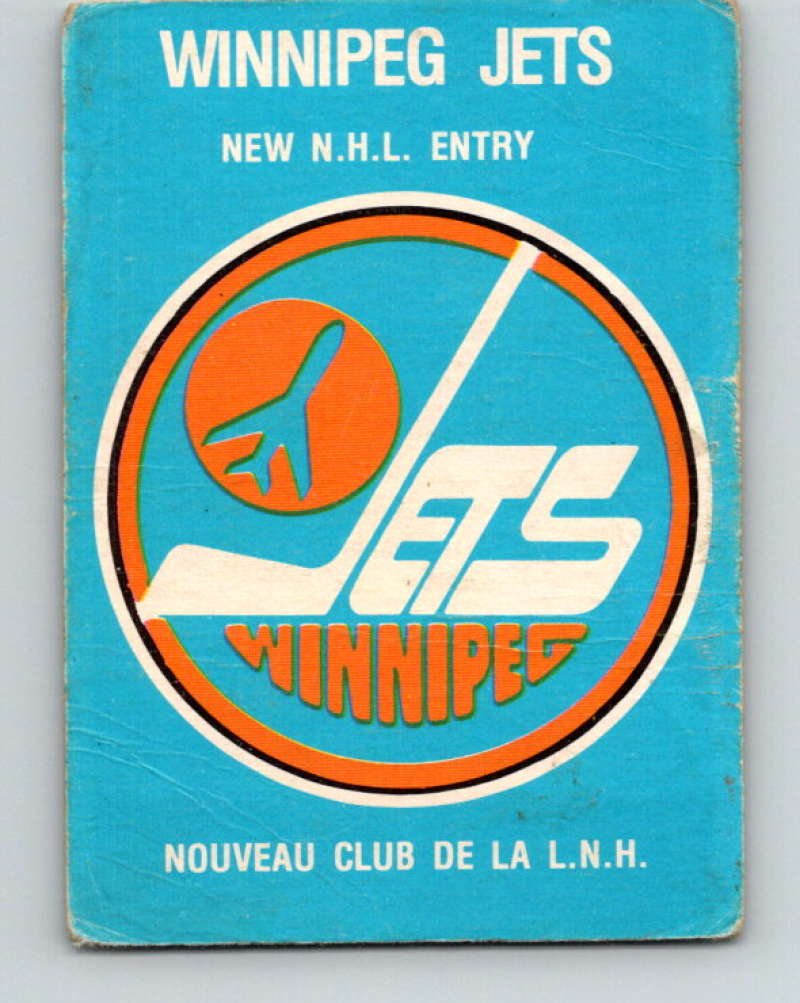 WINNIPEG JETS
NEW N.H.L. ENTRY
JETS
WINNIPEG
NOUVEAU CLUB DE LA L.N.H.